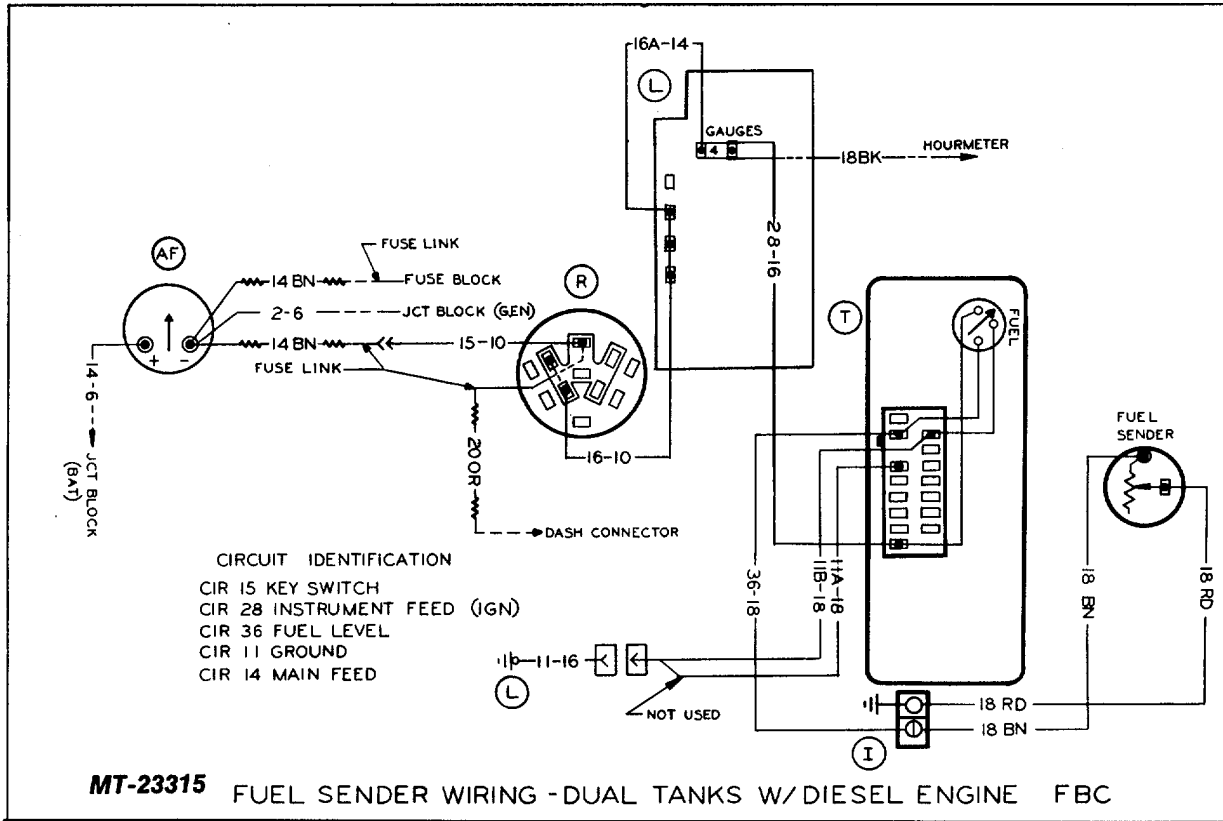 16A-14
L
GAUGES
4
18BK
HOURMETER
28-16
AF
FUSE LINK
14 BN
FUSE BLOCK
2-6
JCT BLOCK (GEN)
+
-
14 BN
15-10
FUSE LINK
R
16-10
14-6
JCT BLOCK
(BAT)
20 OR
DASH CONNECTOR
T
FUEL
FUEL
SENDER
36-18
11B-18
11A-18
18 BN
18 RD
CIRCUIT IDENTIFICATION
CIR 15 KEY SWITCH
CIR 28 INSTRUMENT FEED (IGN)
CIR 36 FUEL LEVEL
CIR 11 GROUND
CIR 14 MAIN FEED
11-16
L
NOT USED
18 RD
18 BN
I
MT-23315
FUEL SENDER WIRING - DUAL TANKS W/ DIESEL ENGINE FBC